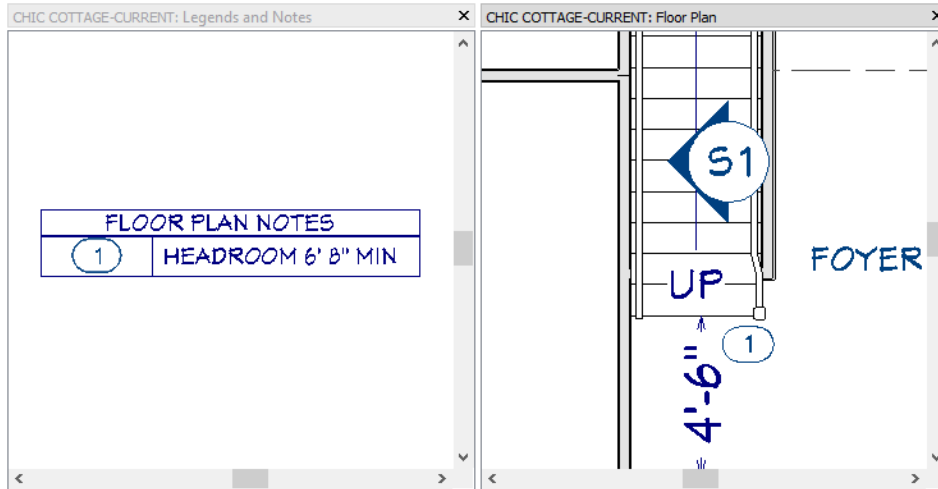 CHIC COTTAGE-CURRENT: Legends and Notes
FLOOR PLAN NOTES
1 HEADROOM 6' 8" MIN
CHIC COTTAGE-CURRENT: Floor Plan
S1
FOYER
UP
1
4'-6"